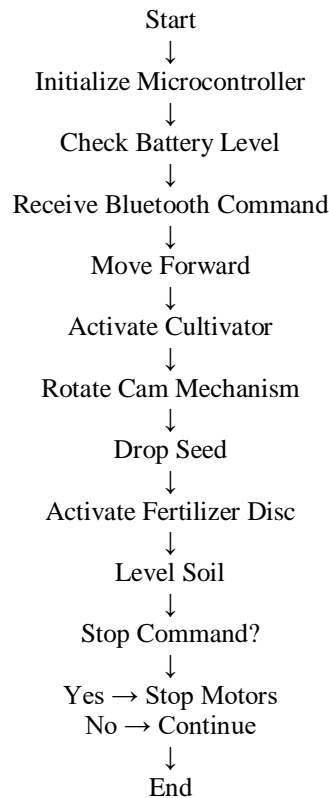 Start
↓
Initialize Microcontroller
↓
Check Battery Level
↓
Receive Bluetooth Command
↓
Move Forward
↓
Activate Cultivator
↓
Rotate Cam Mechanism
↓
Drop Seed
↓
Activate Fertilizer Disc
↓
Level Soil
↓
Stop Command?
↓
Yes → Stop Motors
No → Continue
↓
End